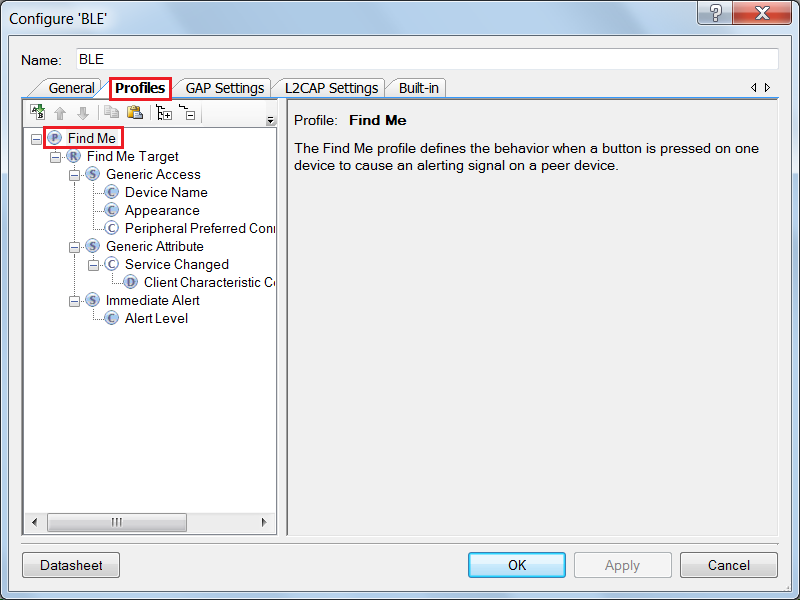 Configure 'BLE'
Name: BLE
General Profiles GAP Settings L2CAP Settings Built-in
P Find Me
R Find Me Target
S Generic Access
C Device Name
C Appearance
C Peripheral Preferred Conn
S Generic Attribute
C Service Changed
D Client Characteristic Co
S Immediate Alert
C Alert Level
Profile: Find Me
The Find Me profile defines the behavior when a button is pressed on one
device to cause an alerting signal on a peer device.
Datasheet OK Apply Cancel